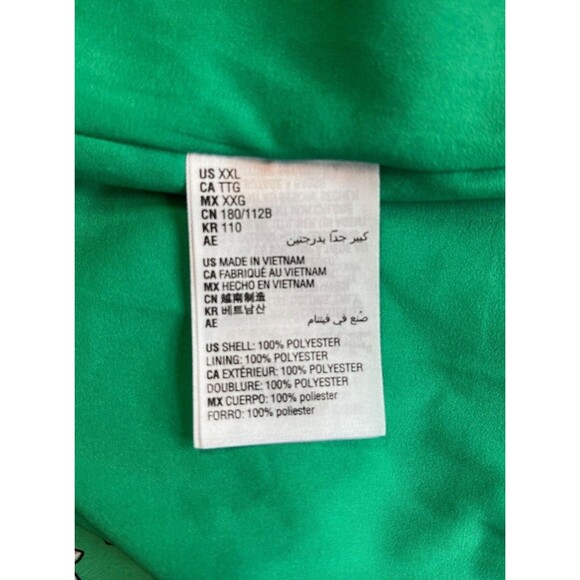 US XXL
CA TTG
MX XXG
CN 180/112B
KR 110
AE كبير جدًا بدرجتين
US MADE IN VIETNAM
CA FABRIQUÉ AU VIETNAM
MX HECHO EN VIETNAM
CN 越南制造
KR 베트남산
AE صُنع في فيتنام
US SHELL: 100% POLYESTER
LINING: 100% POLYESTER
CA EXTÉRIEUR: 100% POLYESTER
DOUBLURE: 100% POLYESTER
MX CUERPO: 100% poliester
FORRO: 100% poliester